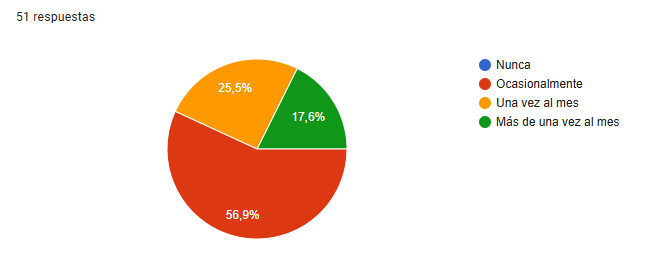 51 respuestas
25,5%
17,6%
56,9%
Nunca
Ocasionalmente
Una vez al mes
Más de una vez al mes